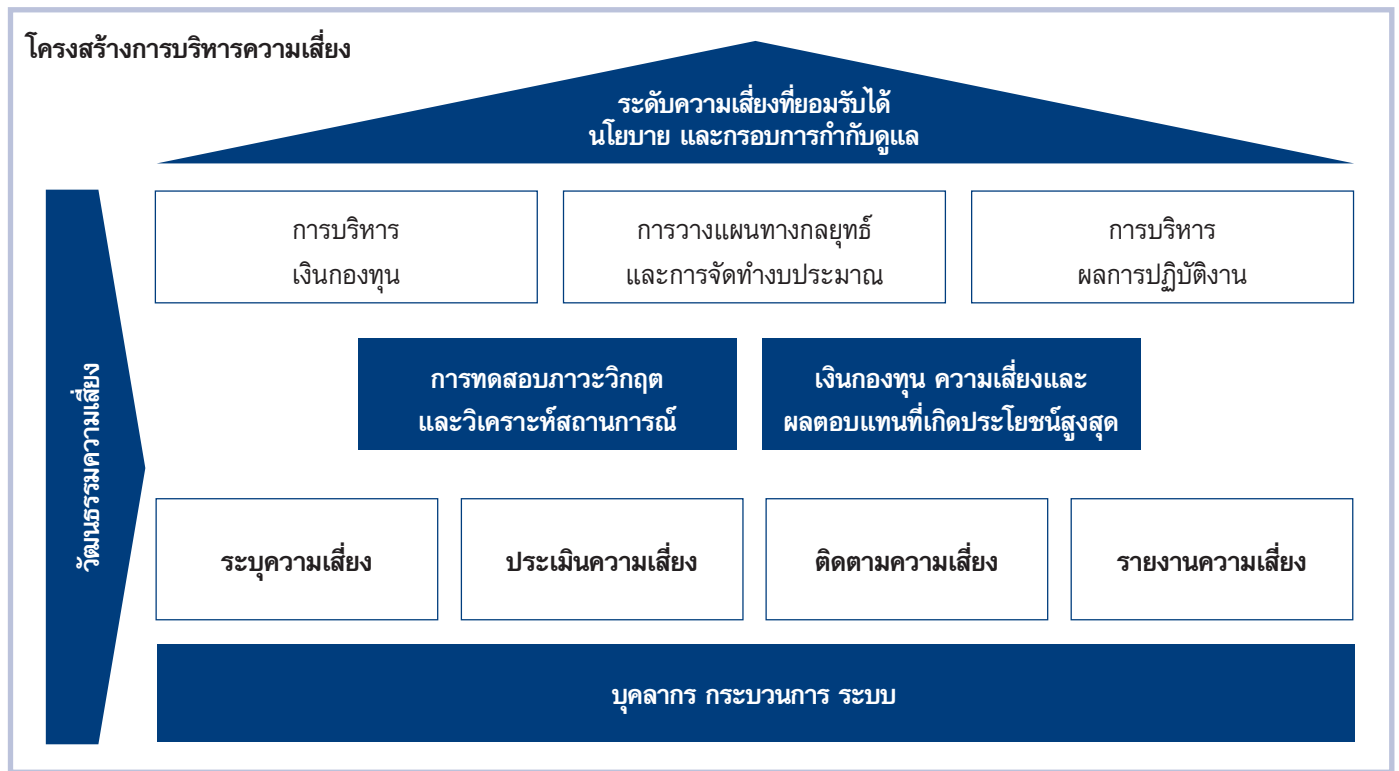 โครงสร้างการบริหารความเสี่ยง
ระดับความเสี่ยงที่ยอมรับได้
นโยบาย และกรอบการกำกับดูแล
วัฒนธรรมความเสี่ยง
การบริหาร
เงินกองทุน
การวางแผนทางกลยุทธ์
และการจัดทำงบประมาณ
การบริหาร
ผลการปฏิบัติงาน
การทดสอบภาวะวิกฤต
และวิเคราะห์สถานการณ์
เงินกองทุน ความเสี่ยงและ
ผลตอบแทนที่เกิดประโยชน์สูงสุด
ระบุความเสี่ยง
ประเมินความเสี่ยง
ติดตามความเสี่ยง
รายงานความเสี่ยง
บุคลากร กระบวนการ ระบบ